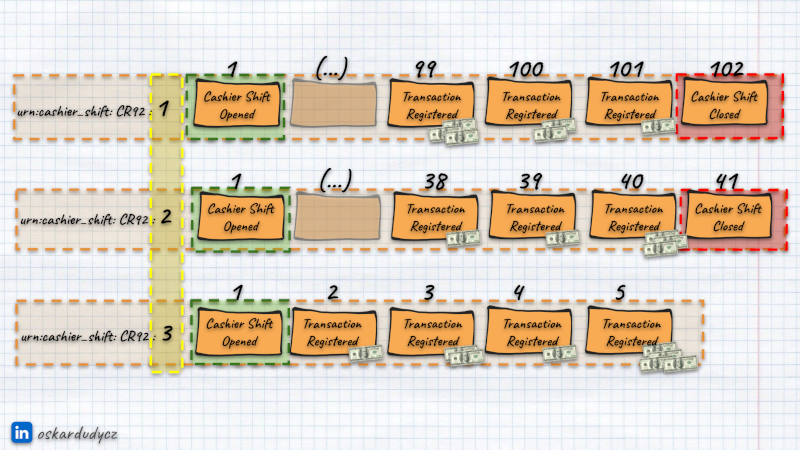 1 (...) 99 100 101 102
urn:cashier_shift: CR92 : 1
Cashier Shift
Opened
Transaction
Registered
Transaction
Registered
Transaction
Registered
Cashier Shift
Closed
1 (...) 38 39 40 41
urn:cashier_shift: CR92 : 2
Cashier Shift
Opened
Transaction
Registered
Transaction
Registered
Transaction
Registered
Cashier Shift
Closed
1 2 3 4 5
urn:cashier_shift: CR92 : 3
Cashier Shift
Opened
Transaction
Registered
Transaction
Registered
Transaction
Registered
Transaction
Registered
in oskardudycz